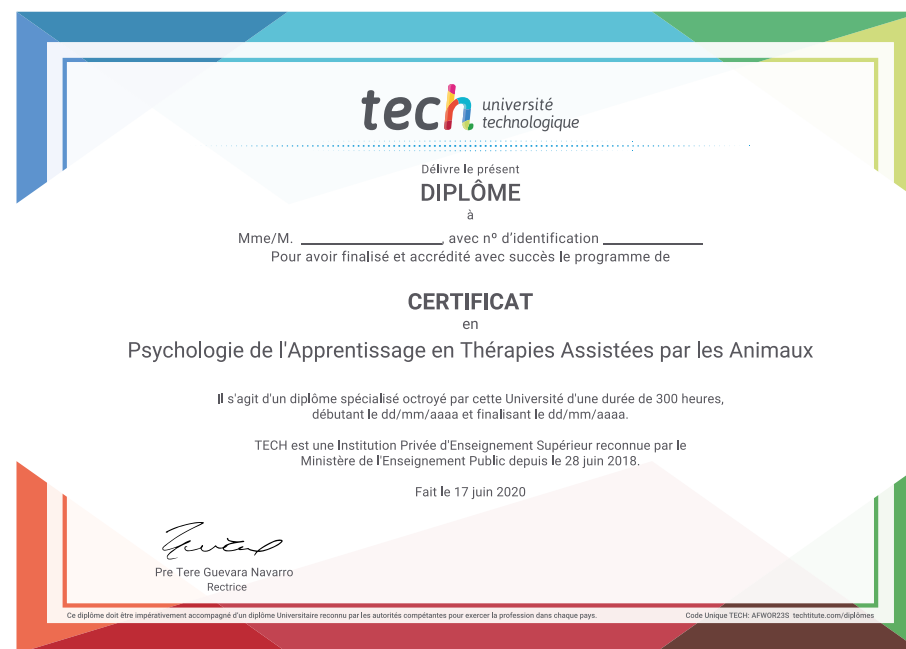 tech université
technologique
Délivre le présent
DIPLÔME
à
Mme/M. ____________________, avec nº d'identification ______________
Pour avoir finalisé et accrédité avec succès le programme de
CERTIFICAT
en
Psychologie de l'Apprentissage en Thérapies Assistées par les Animaux
Il s'agit d'un diplôme spécialisé octroyé par cette Université d'une durée de 300 heures,
débutant le dd/mm/aaaa et finalisant le dd/mm/aaaa.
TECH est une Institution Privée d'Enseignement Supérieur reconnue par le
Ministère de l'Enseignement Public depuis le 28 juin 2018.
Fait le 17 juin 2020
Pre Tere Guevara Navarro
Rectrice
Ce diplôme doit être impérativement accompagné d'un diplôme Universitaire reconnu par les autorités compétentes pour exercer la profession dans chaque pays.
Code Unique TECH: AFWOR23S techtitute.com/diplômes